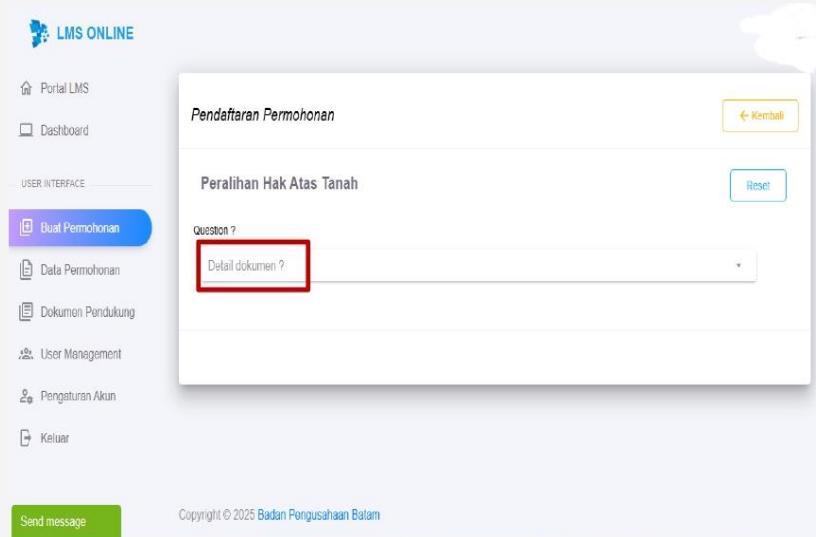 LMS ONLINE
Portal LMS
Dashboard
USER INTERFACE
Buat Permohonan
Data Permohonan
Dokumen Pendukung
User Management
Pengaturan Akun
Keluar
Send message
Pendaftaran Permohonan
← Kembali
Peralihan Hak Atas Tanah
Reset
Question ?
Detail dokumen ?
Copyright © 2025 Badan Pengusahaan Batam